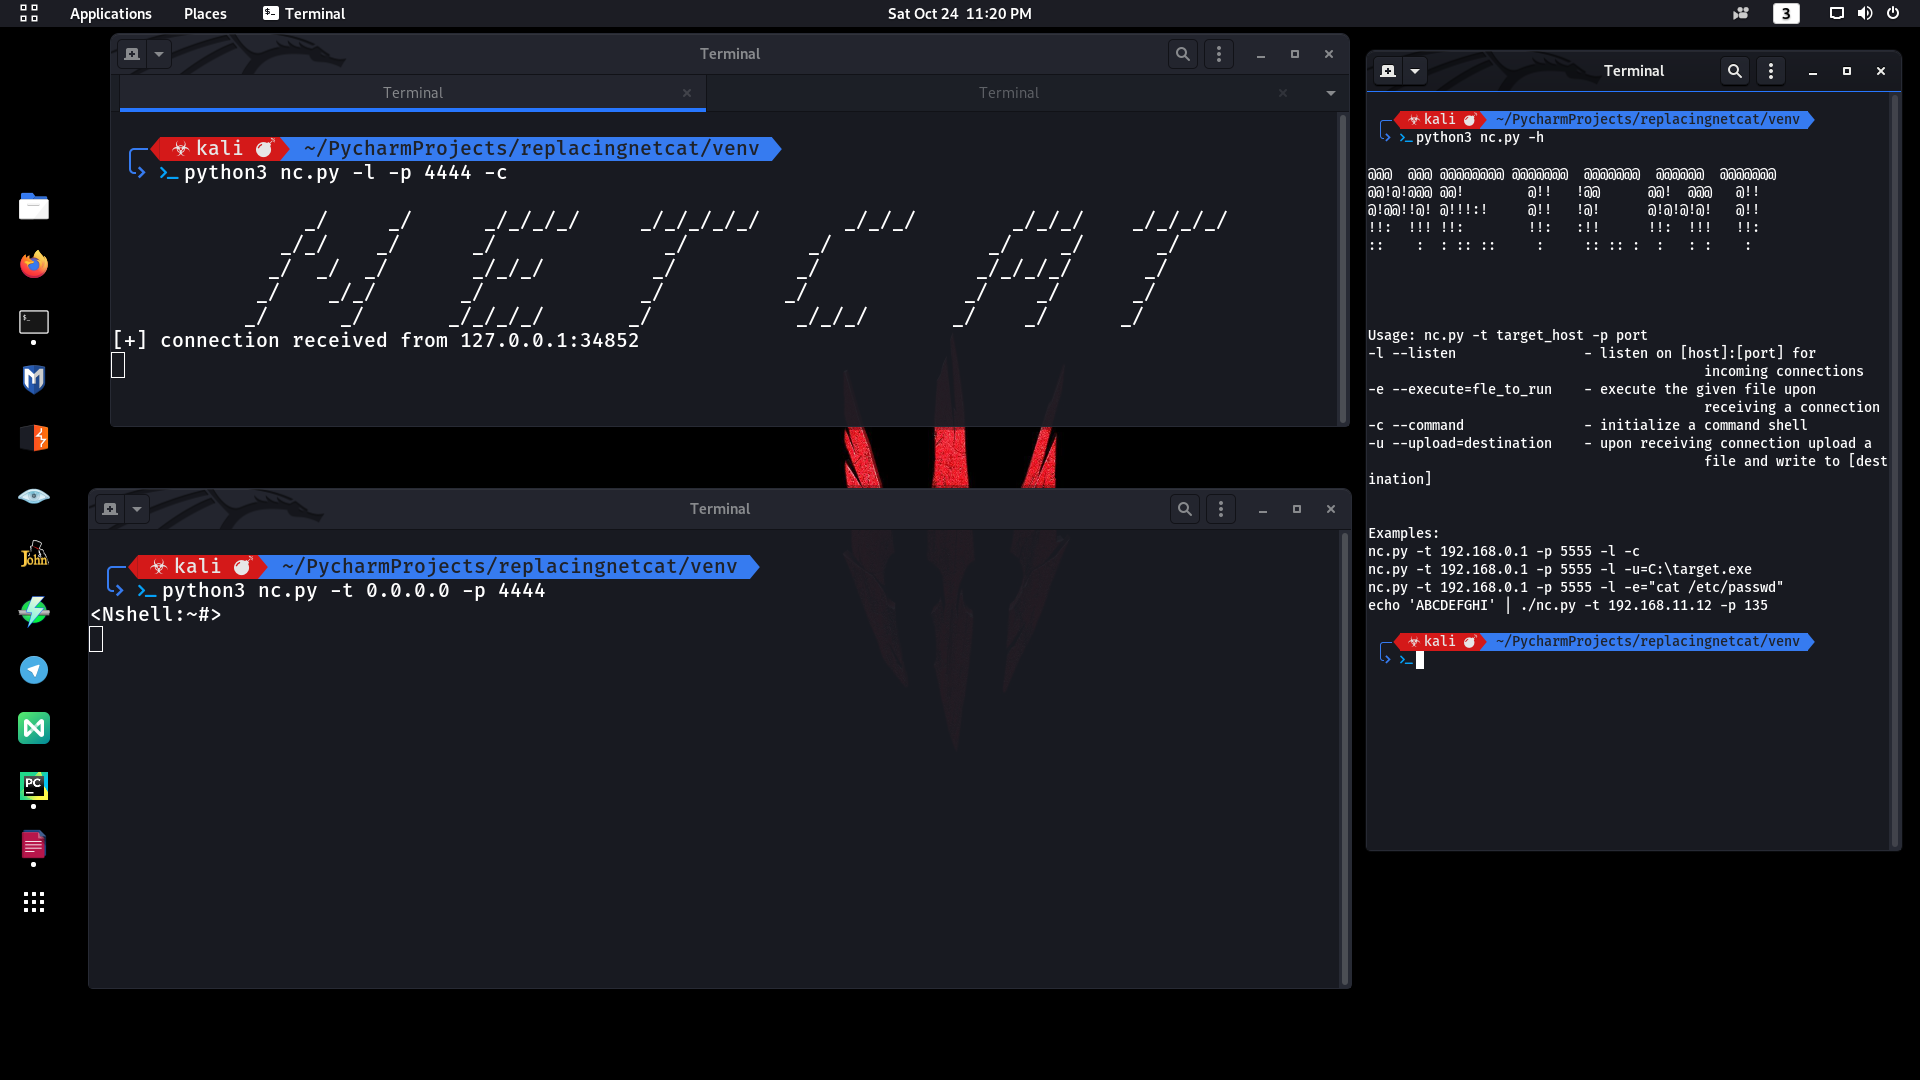 Applications Places Terminal Sat Oct 24 11:20 PM 3
Terminal
Terminal Terminal
kali ~/PycharmProjects/replacingnetcat/venv
python3 nc.py -l -p 4444 -c
NETCAT
[+] connection received from 127.0.0.1:34852
Terminal
kali ~/PycharmProjects/replacingnetcat/venv
python3 nc.py -t 0.0.0.0 -p 4444
<Nshell:~#>
Terminal
kali ~/PycharmProjects/replacingnetcat/venv
python3 nc.py -h
@@@  @@@ @@@@@@@@ @@@@@@@  @@@@@@@  @@@@@@  @@@@@@@
@@!@!@@@ @@!        @!!   !@@      @@!  @@@   @!!
@!@@!!@! @!!!:!     @!!   !@!      @!@!@!@!   @!!
!!:  !!! !!:        !!:   :!!      !!:  !!!   !!:
::    :  : :: ::     :     :: :: :  :   : :    :
Usage: nc.py -t target_host -p port
-l --listen                - listen on [host]:[port] for
incoming connections
-e --execute=fle_to_run    - execute the given file upon
receiving a connection
-c --command               - initialize a command shell
-u --upload=destination    - upon receiving connection upload a
file and write to [dest
ination]
Examples:
nc.py -t 192.168.0.1 -p 5555 -l -c
nc.py -t 192.168.0.1 -p 5555 -l -u=C:\target.exe
nc.py -t 192.168.0.1 -p 5555 -l -e="cat /etc/passwd"
echo 'ABCDEFGHI' | ./nc.py -t 192.168.11.12 -p 135
kali ~/PycharmProjects/replacingnetcat/venv
John
PC